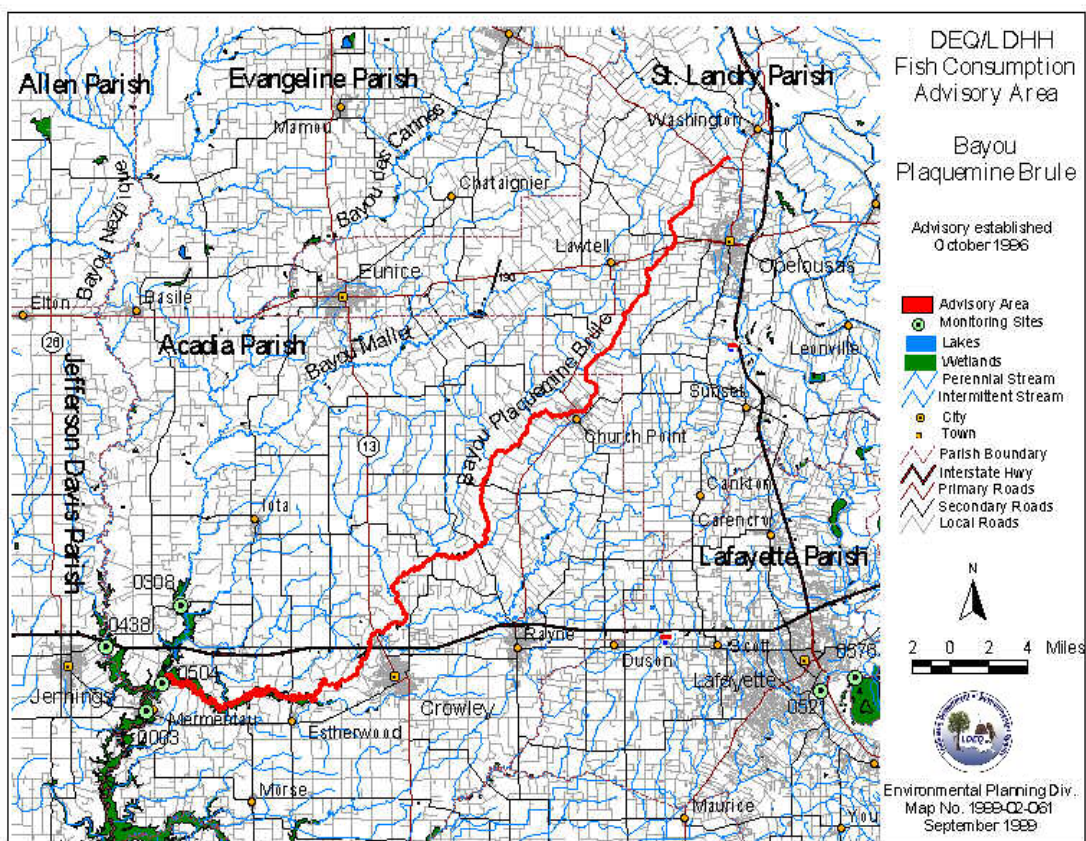 DEQ/LDHH
Fish Consumption
Advisory Area
Bayou
Plaquemine Brule
Advisory established
October 1996
Advisory Area
Monitoring Sites
Lakes
Wetlands
Perennial Stream
Intermittent Stream
City
Town
Parish Boundary
Interstate Hwy
Primary Roads
Secondary Roads
Local Roads
N
2 0 2 4 Miles
LDEQ
Environmental Planning Div.
Map No. 1999-02-061
September 1999
Allen Parish
Evangeline Parish
St. Landry Parish
Mamou
Washington
Bayou des Cannes
Chataignier
Bayou Nezpique
Lawtell
190
Eunice
Opelousas
Elton
Basile
26
Acadia Parish
Bayou Mallet
Leonville
Jefferson Davis Parish
Bayou Plaquemine Brule
Sunset
13
Church Point
Iota
Cankton
Carencro
Lafayette Parish
0308
0438
Rayne
Duson
Scott
0576
Jennings
0504
Lafayette
0521
Mermentau
0003
Estherwood
Crowley
Morse
Maurice
You